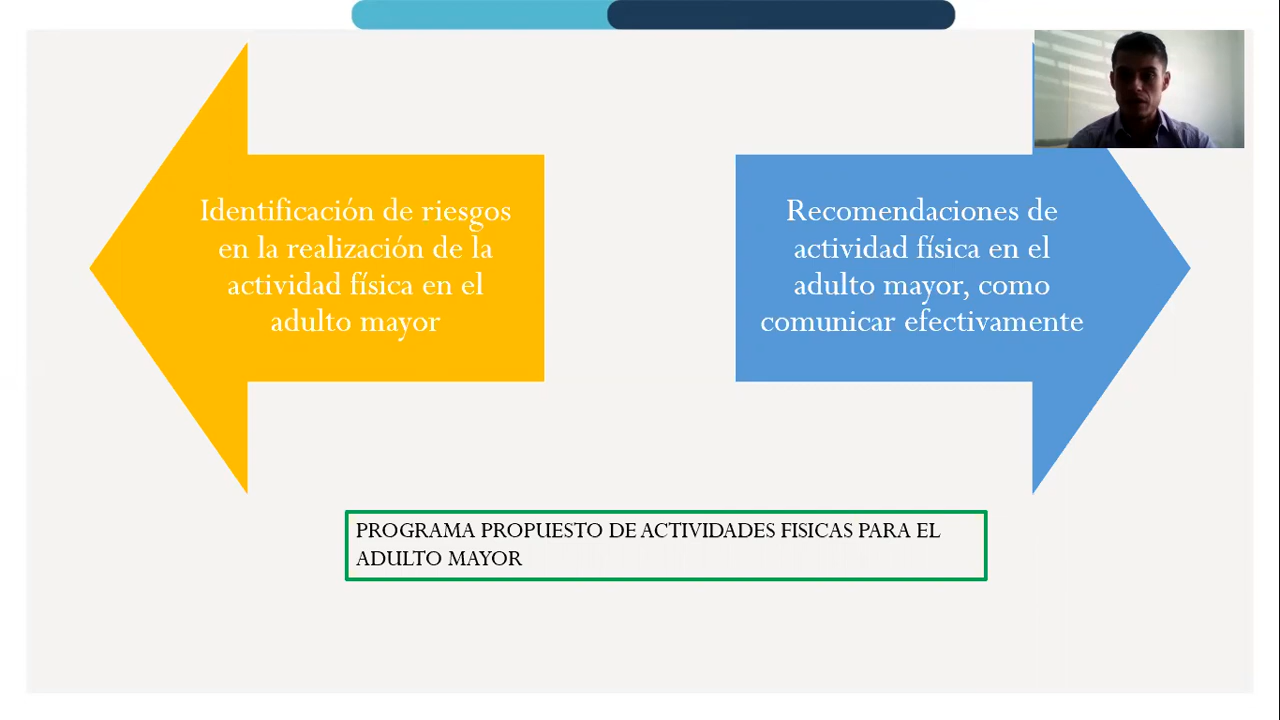 Identificación de riesgos
en la realización de la
actividad física en el
adulto mayor
Recomendaciones de
actividad física en el
adulto mayor, como
comunicar efectivamente
PROGRAMA PROPUESTO DE ACTIVIDADES FISICAS PARA EL
ADULTO MAYOR